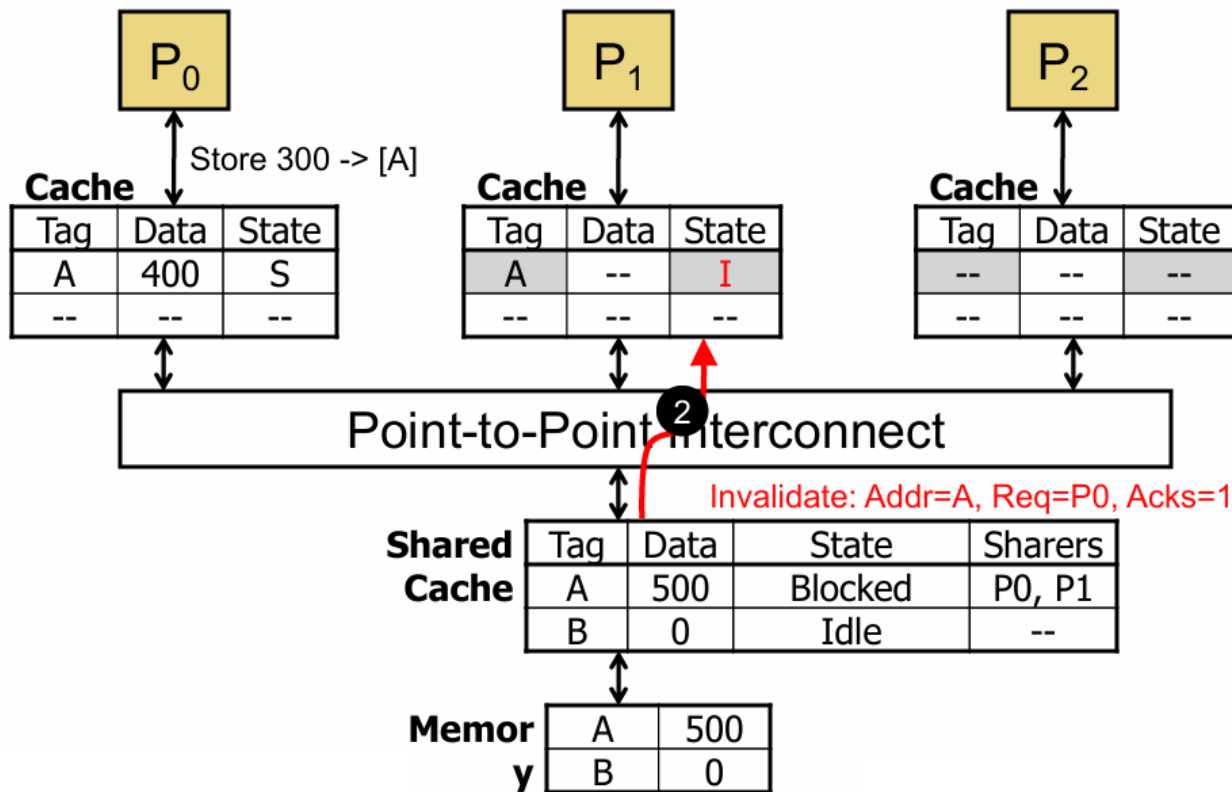 P0 P1 P2
Store 300 -> [A]
Cache Cache Cache
Tag Data State Tag Data State Tag Data State
A 400 S A -- I -- -- --
-- -- -- -- -- -- -- -- --
2
Point-to-Point Interconnect
Invalidate: Addr=A, Req=P0, Acks=1
Shared Tag Data State Sharers
Cache A 500 Blocked P0, P1
B 0 Idle --
Memor A 500
y B 0